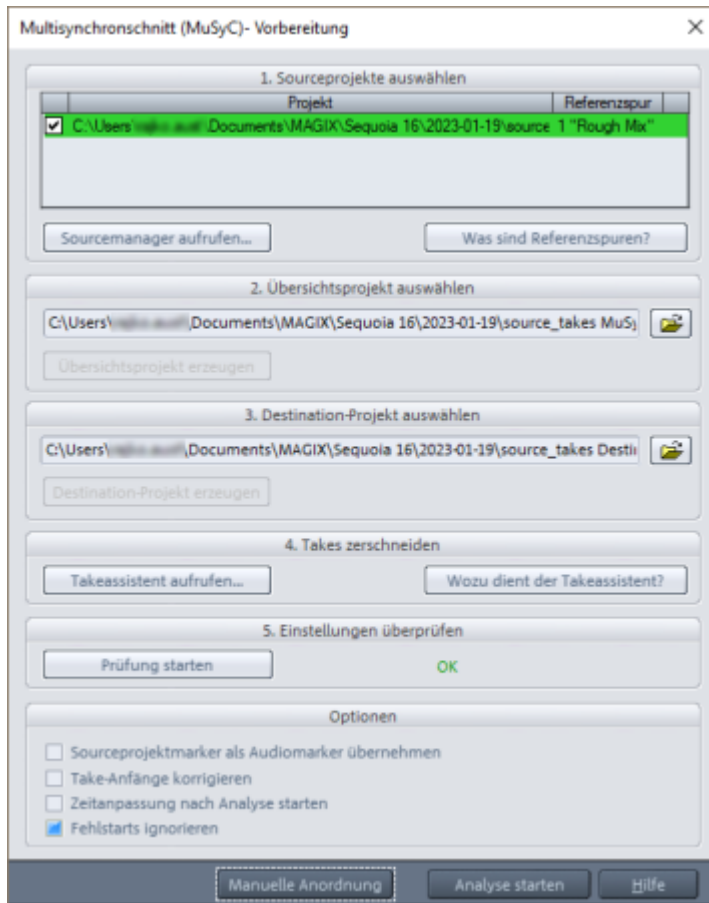 Multisynchronschnitt (MuSyC)- Vorbereitung
1. Sourceprojekte auswählen
Projekt Referenzspur
C:\Users\ Documents\MAGIX\Sequoia 16\2023-01-19\source 1 "Rough Mix"
Sourcemanager aufrufen... Was sind Referenzspuren?
2. Übersichtsprojekt auswählen
C:\Users\ \Documents\MAGIX\Sequoia 16\2023-01-19\source_takes MuSy
Übersichtsprojekt erzeugen
3. Destination-Projekt auswählen
C:\Users\ \Documents\MAGIX\Sequoia 16\2023-01-19\source_takes Destin
Destination-Projekt erzeugen
4. Takes zerschneiden
Takeassistent aufrufen... Wozu dient der Takeassistent?
5. Einstellungen überprüfen
Prüfung starten OK
Optionen
Sourceprojektmarker als Audiomarker übernehmen
Take-Anfänge korrigieren
Zeitanpassung nach Analyse starten
Fehlstarts ignorieren
Manuelle Anordnung Analyse starten Hilfe